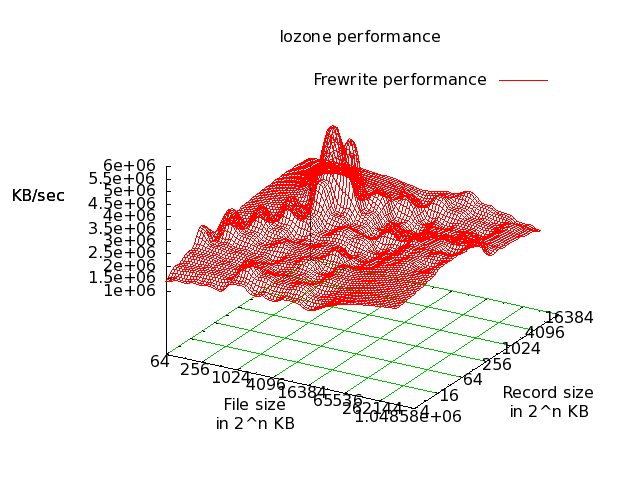 Iozone performance
Frewrite performance
KB/sec
6e+06
5.5e+06
5e+06
4.5e+06
4e+06
3.5e+06
3e+06
2.5e+06
2e+06
1.5e+06
1e+06
64
256
1024
4096
16384
65536
262144
1.04858e+06
File size
in 2^n KB
4
16
64
256
1024
4096
16384
Record size
in 2^n KB